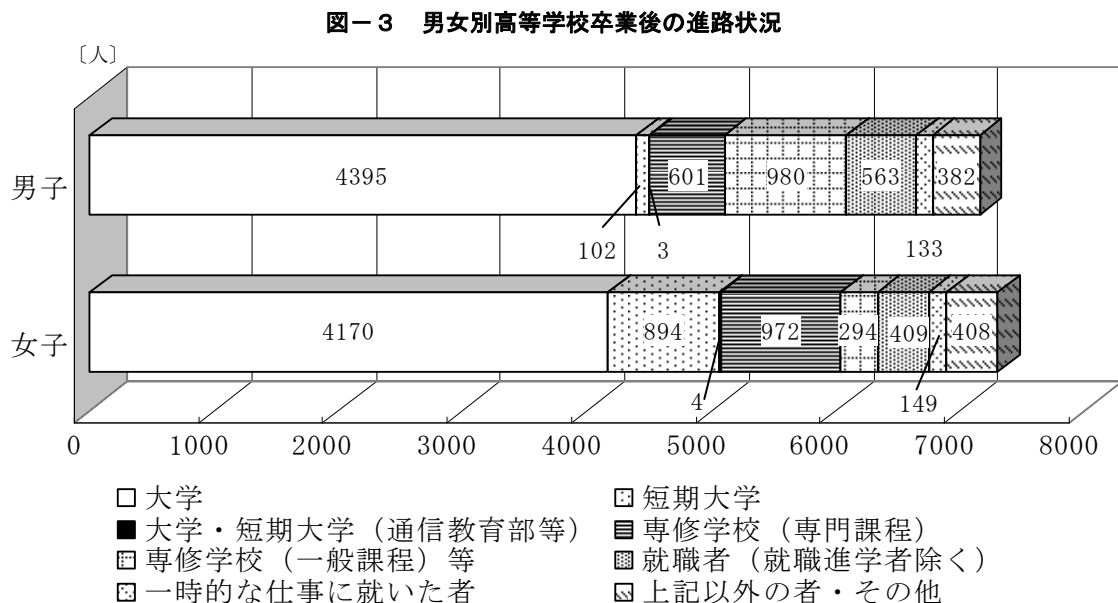 図－３　男女別高等学校卒業後の進路状況
〔人〕
男子
4395
601
980
563
382
102
3
133
女子
4170
894
972
294
409
408
4
149
0 1000 2000 3000 4000 5000 6000 7000 8000
大学
短期大学
大学・短期大学（通信教育部等）
専修学校（専門課程）
専修学校（一般課程）等
就職者（就職進学者除く）
一時的な仕事に就いた者
上記以外の者・その他